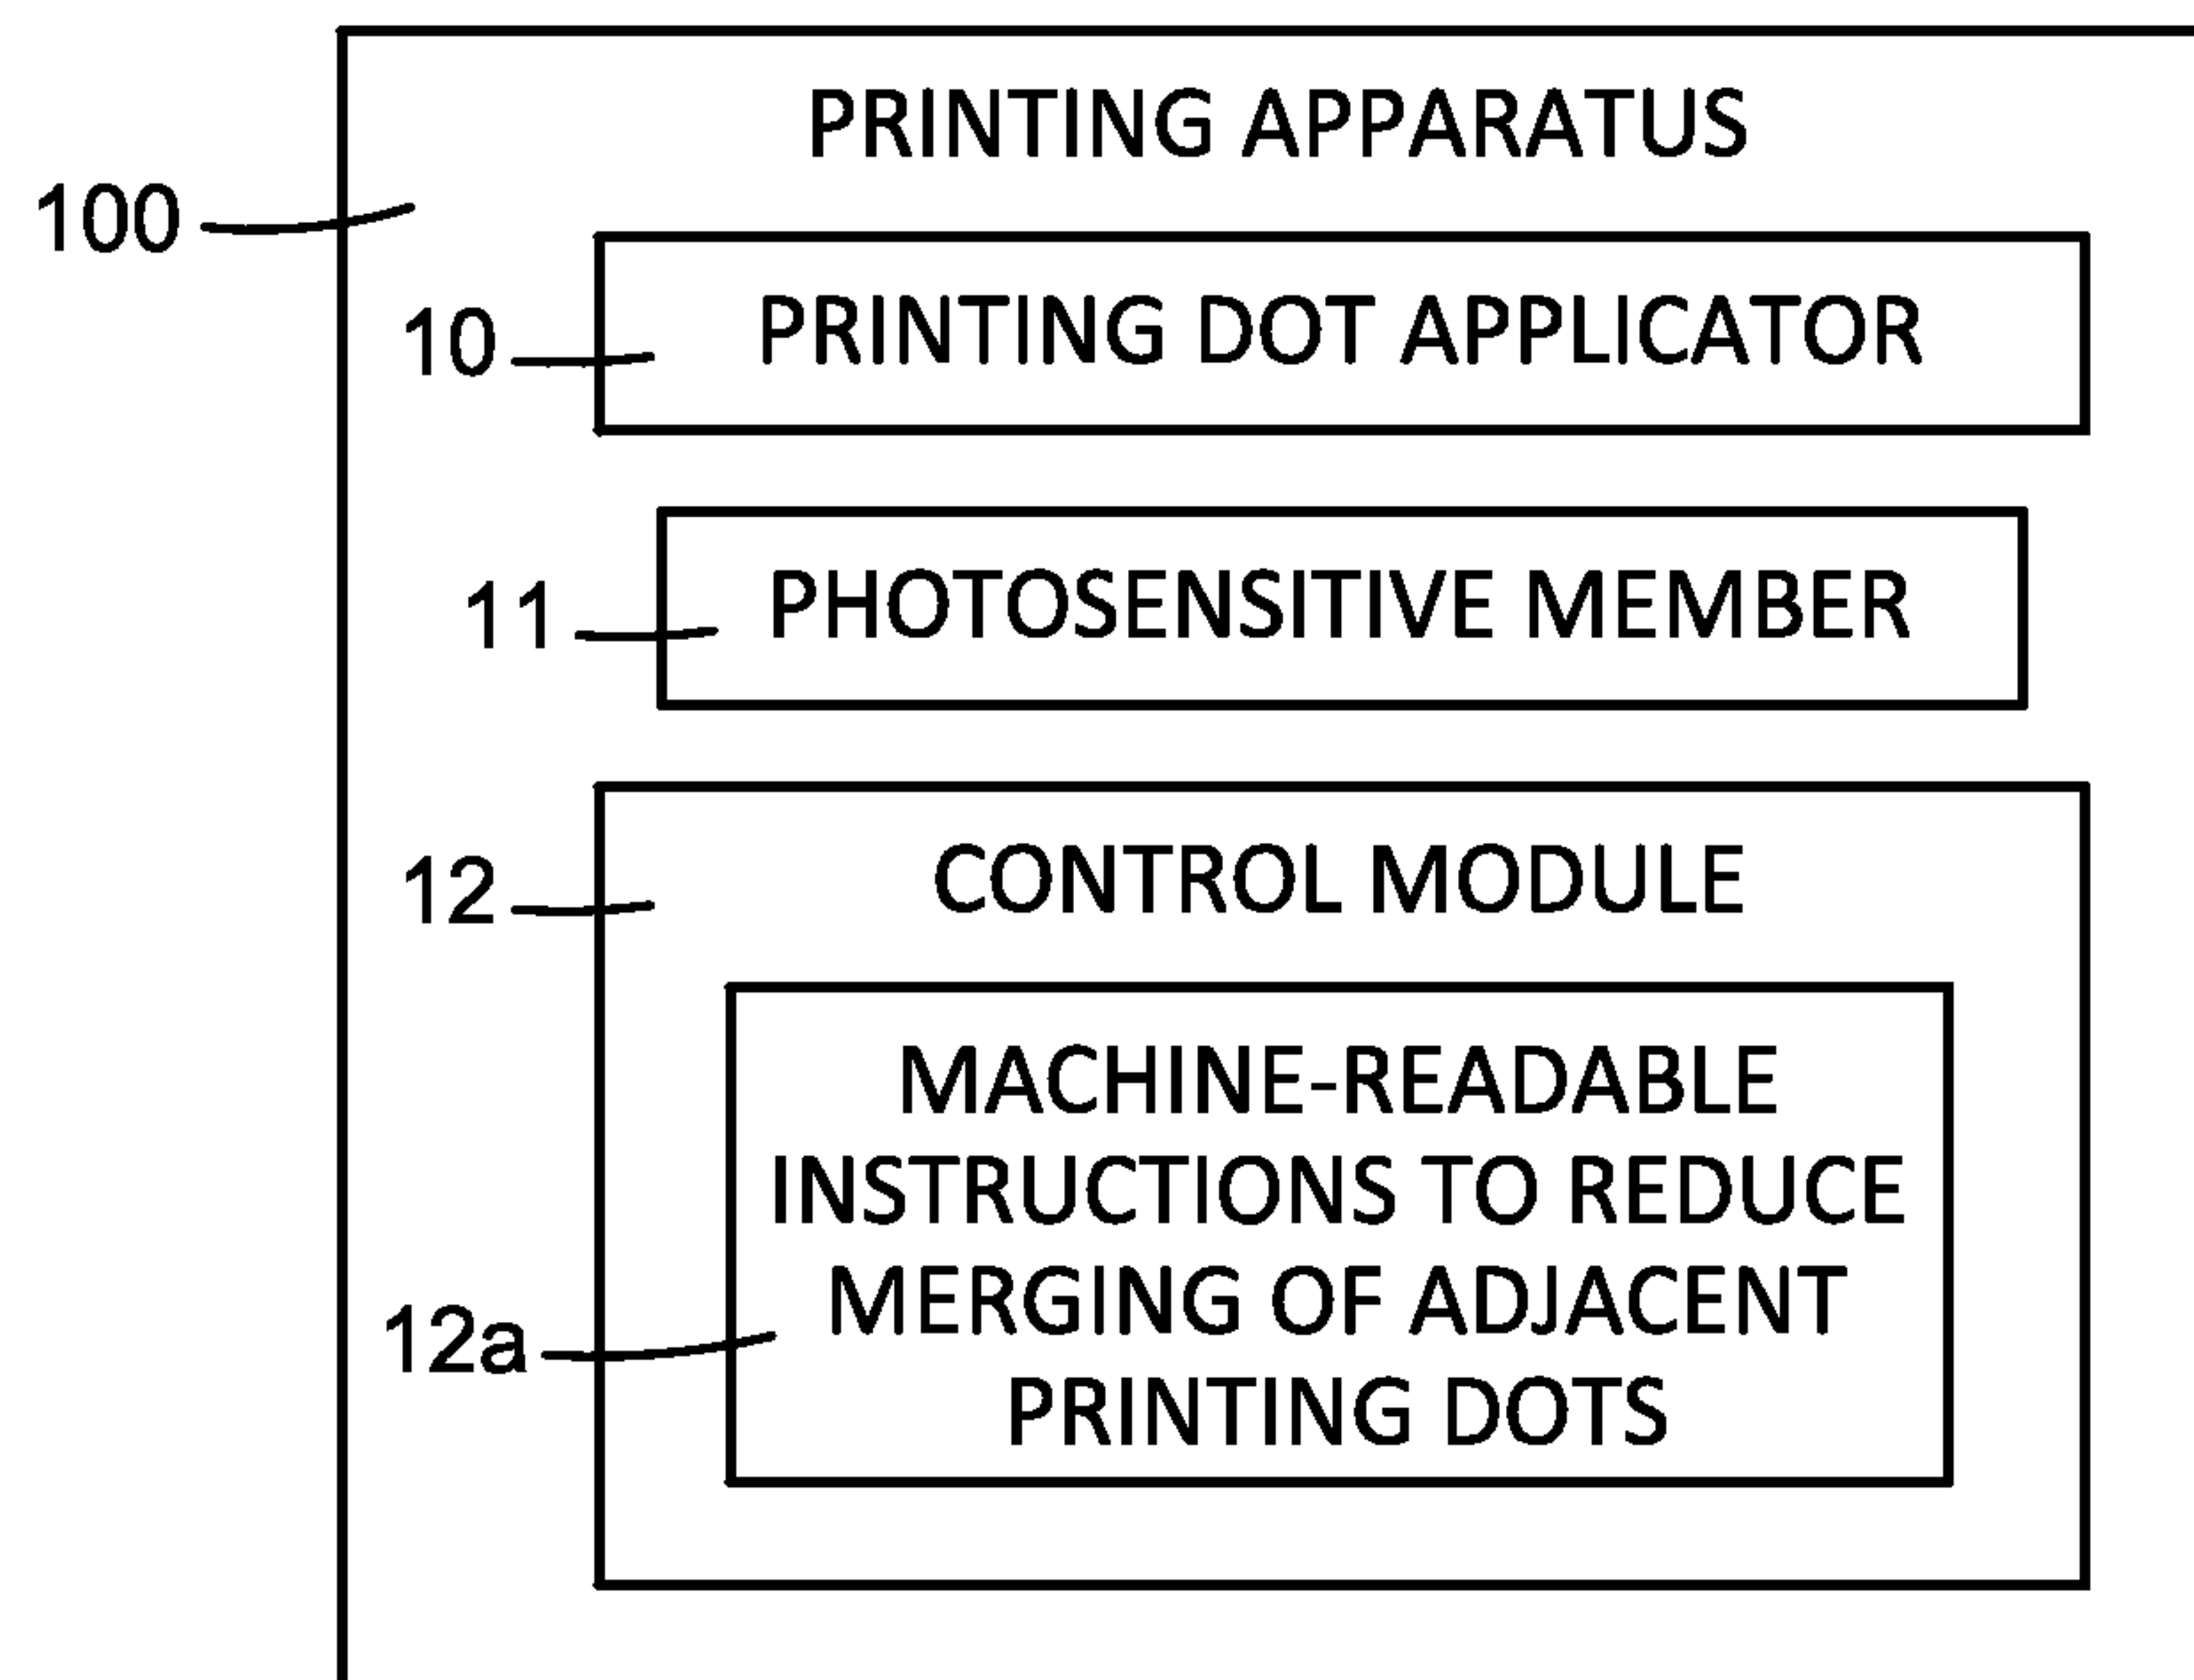 PRINTING APPARATUS
100
10
PRINTING DOT APPLICATOR
11
PHOTOSENSITIVE MEMBER
12
CONTROL MODULE
MACHINE-READABLE
INSTRUCTIONS TO REDUCE
MERGING OF ADJACENT
12a
PRINTING DOTS